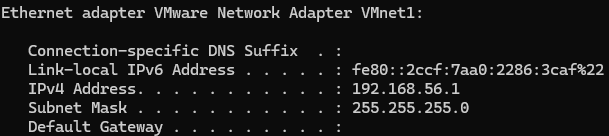 Ethernet adapter VMware Network Adapter VMnet1:
Connection-specific DNS Suffix  . :
Link-local IPv6 Address . . . . . : fe80::2ccf:7aa0:2286:3caf%22
IPv4 Address. . . . . . . . . . . : 192.168.56.1
Subnet Mask . . . . . . . . . . . : 255.255.255.0
Default Gateway . . . . . . . . . :